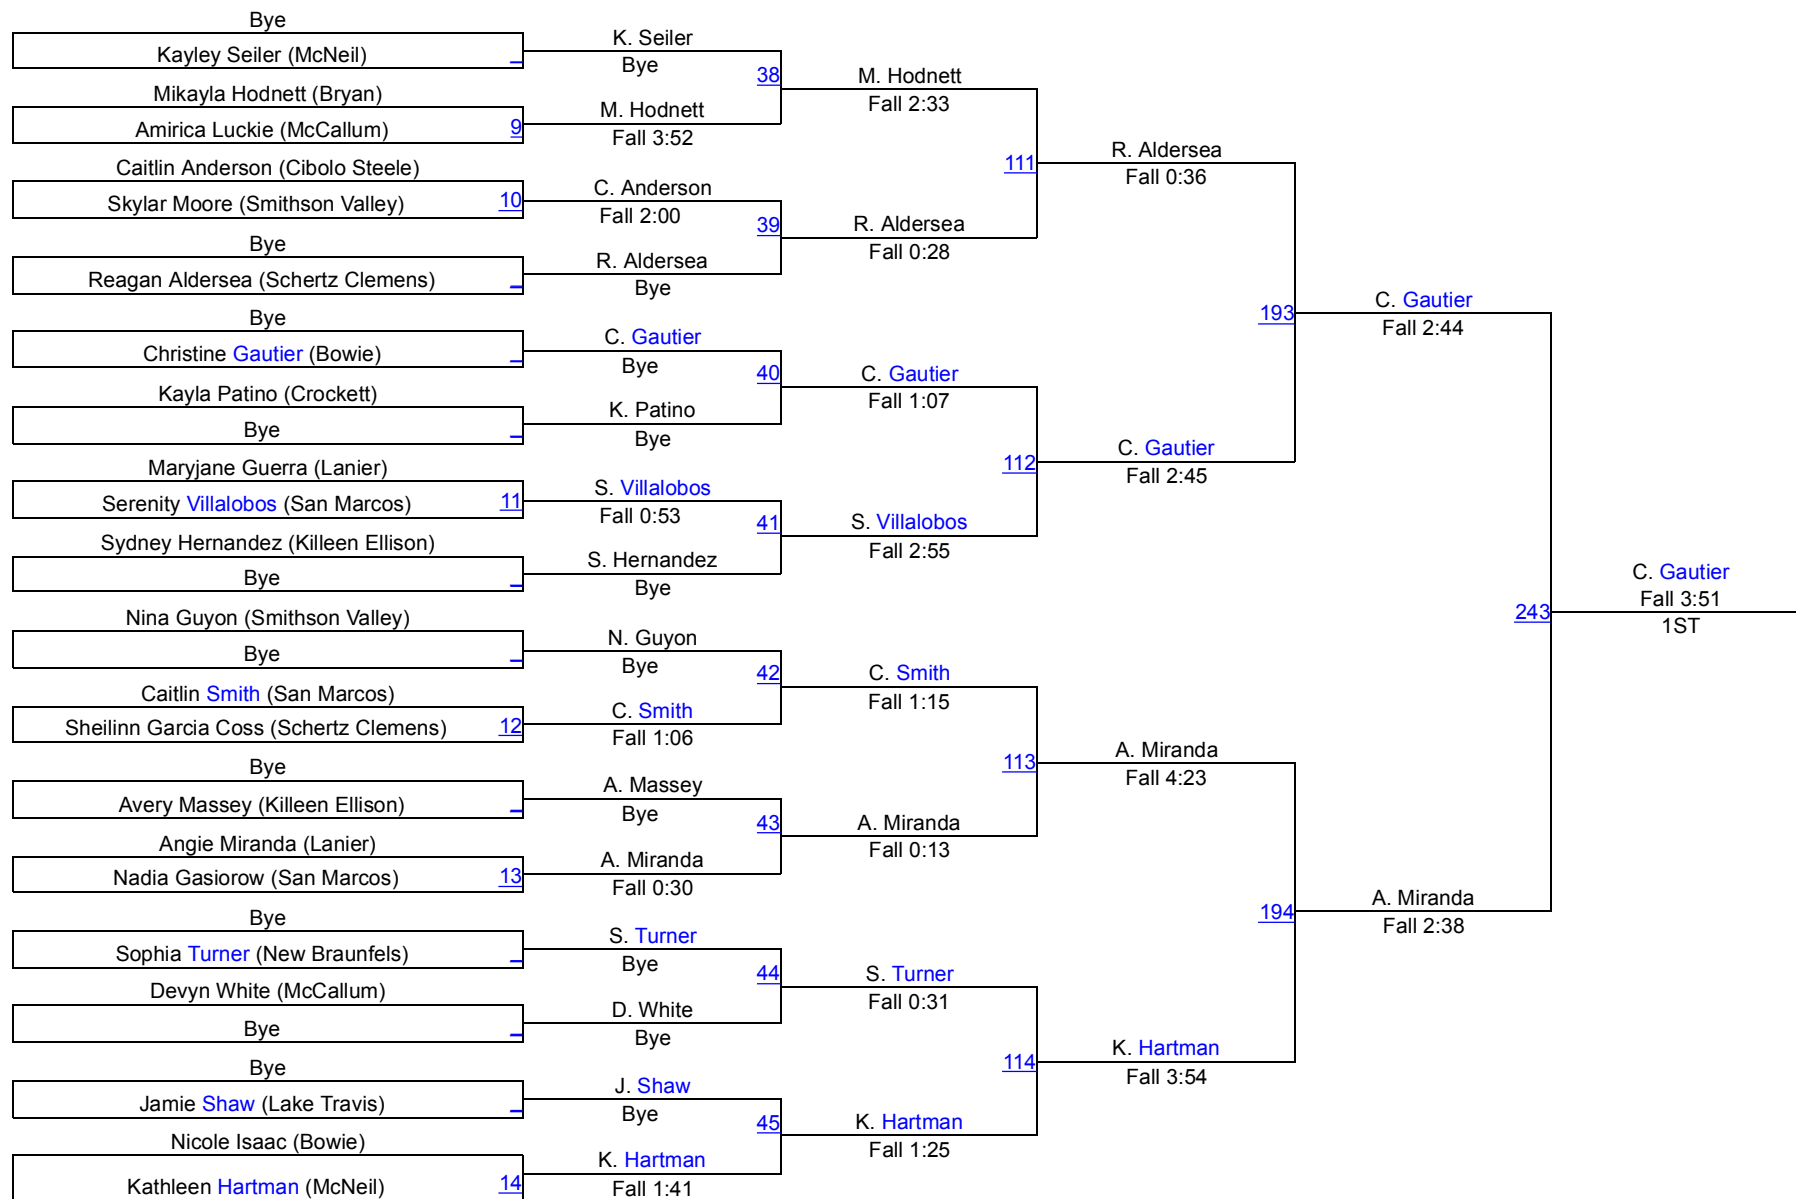 Bye
Kayley Seiler (McNeil)
Mikayla Hodnett (Bryan)
Amirica Luckie (McCallum) 9
Caitlin Anderson (Cibolo Steele)
Skylar Moore (Smithson Valley) 10
Bye
Reagan Aldersea (Schertz Clemens)
Bye
Christine Gautier (Bowie)
Kayla Patino (Crockett)
Bye
Maryjane Guerra (Lanier)
Serenity Villalobos (San Marcos) 11
Sydney Hernandez (Killeen Ellison)
Bye
Nina Guyon (Smithson Valley)
Bye
Caitlin Smith (San Marcos)
Sheilinn Garcia Coss (Schertz Clemens) 12
Bye
Avery Massey (Killeen Ellison)
Angie Miranda (Lanier)
Nadia Gasiorow (San Marcos) 13
Bye
Sophia Turner (New Braunfels)
Devyn White (McCallum)
Bye
Bye
Jamie Shaw (Lake Travis)
Nicole Isaac (Bowie)
Kathleen Hartman (McNeil) 14
K. Seiler
Bye
38
M. Hodnett
Fall 3:52
C. Anderson
Fall 2:00
39
R. Aldersea
Bye
C. Gautier
Bye
40
K. Patino
Bye
S. Villalobos
Fall 0:53
41
S. Hernandez
Bye
N. Guyon
Bye
42
C. Smith
Fall 1:06
A. Massey
Bye
43
A. Miranda
Fall 0:30
S. Turner
Bye
44
D. White
Bye
J. Shaw
Bye
45
K. Hartman
Fall 1:41
M. Hodnett
Fall 2:33
111
R. Aldersea
Fall 0:28
C. Gautier
Fall 1:07
112
S. Villalobos
Fall 2:55
C. Smith
Fall 1:15
113
A. Miranda
Fall 0:13
S. Turner
Fall 0:31
114
K. Hartman
Fall 1:25
R. Aldersea
Fall 0:36
193
C. Gautier
Fall 2:45
A. Miranda
Fall 4:23
194
K. Hartman
Fall 3:54
C. Gautier
Fall 2:44
243
A. Miranda
Fall 2:38
C. Gautier
Fall 3:51
1ST